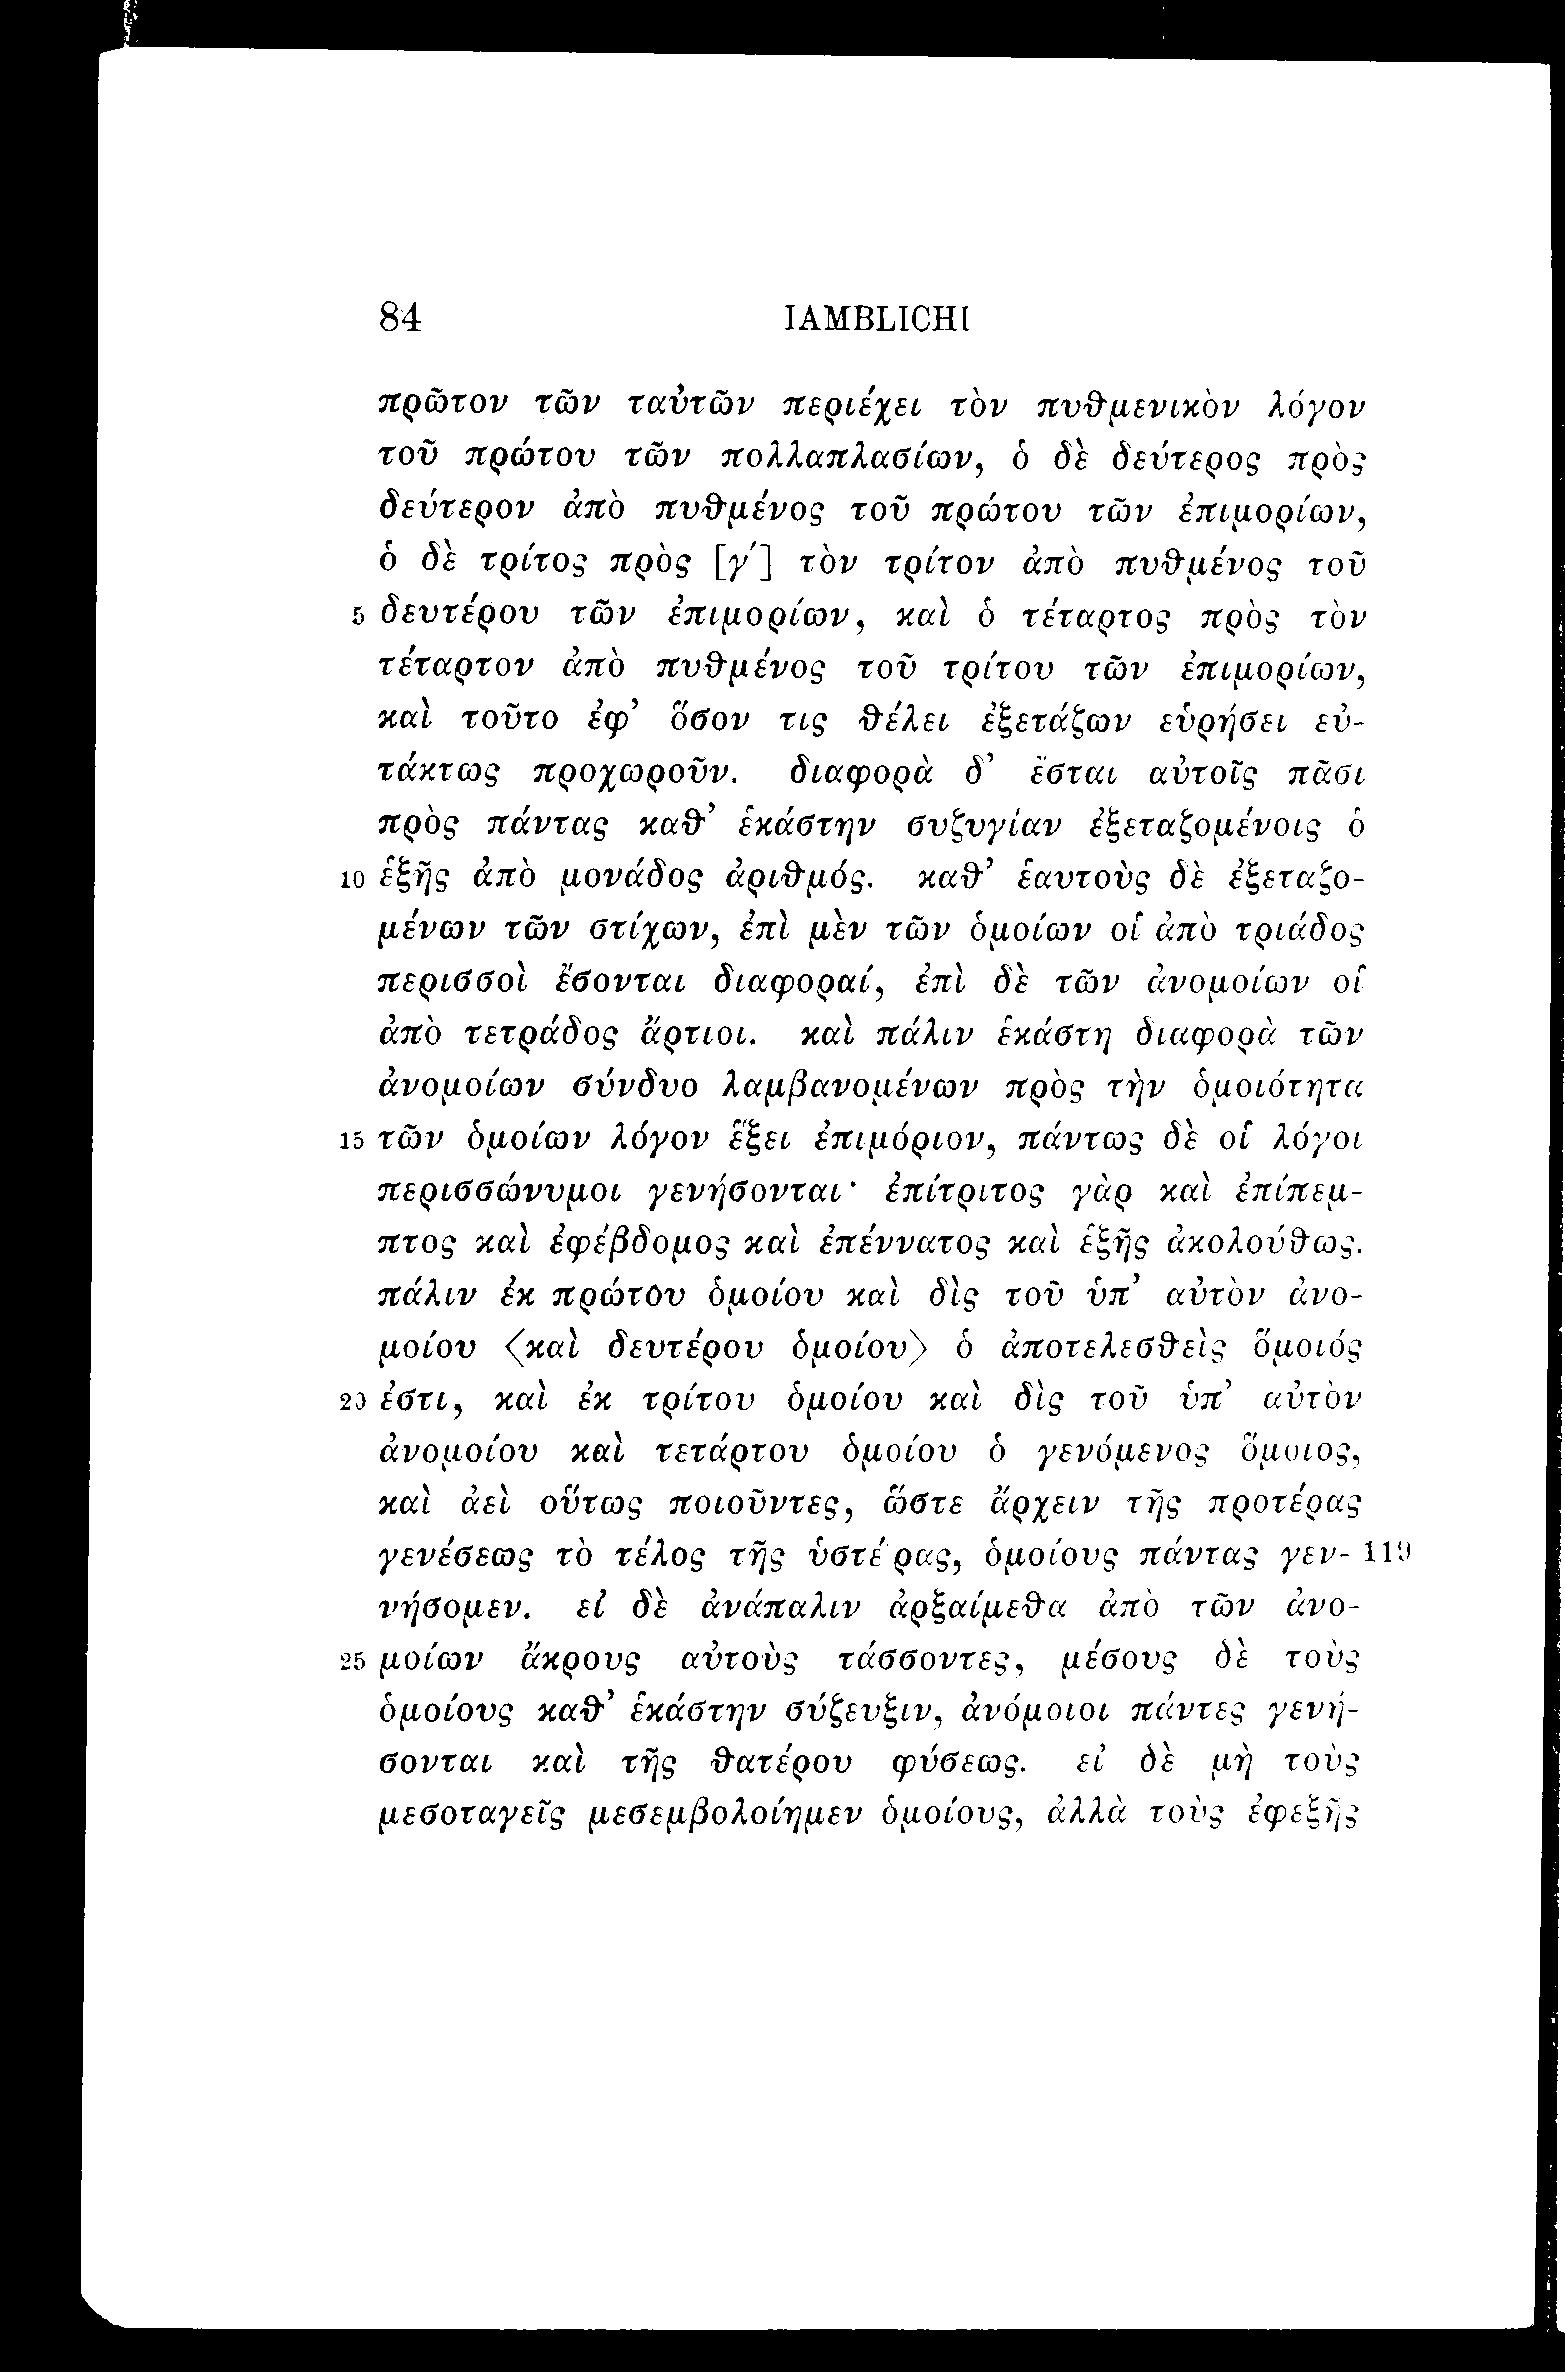 84 IAMBLICHI
πρῶτον τῶν ταὐτῶν περιέχει τὸν πυθμενικὸν λόγον
τοῦ πρώτου τῶν πολλαπλασίων, ὁ δὲ δεύτερος πρὸς
δεύτερον ἀπὸ πυθμένος τοῦ πρώτου τῶν ἐπιμορίων,
ὁ δὲ τρίτος πρὸς [γ′] τὸν τρίτον ἀπὸ πυθμένος τοῦ
5 δευτέρου τῶν ἐπιμορίων, καὶ ὁ τέταρτος πρὸς τὸν
τέταρτον ἀπὸ πυθμένος τοῦ τρίτου τῶν ἐπιμορίων,
καὶ τοῦτο ἐφ’ ὅσον τις θέλει ἐξετάζων εὑρήσει εὐ-
τάκτως προχωροῦν. διαφορὰ δ’ ἔσται αὐτοῖς πᾶσι
πρὸς πάντας καθ’ ἑκάστην συζυγίαν ἐξεταζομένοις ὁ
10 ἑξῆς ἀπὸ μονάδος ἀριθμός. καθ’ ἑαυτοὺς δὲ ἐξεταζο-
μένων τῶν στίχων, ἐπὶ μὲν τῶν ὁμοίων οἱ ἀπὸ τριάδος
περισσοὶ ἔσονται διαφοραί, ἐπὶ δὲ τῶν ἀνομοίων οἱ
ἀπὸ τετράδος ἄρτιοι. καὶ πάλιν ἑκάστη διαφορὰ τῶν
ἀνομοίων σύνδυο λαμβανομένων πρὸς τὴν ὁμοιότητα
15 τῶν ὁμοίων λόγον ἕξει ἐπιμόριον, πάντως δὲ οἱ λόγοι
περισσώνυμοι γενήσονται· ἐπίτριτος γὰρ καὶ ἐπίπεμ-
πτος καὶ ἐφέβδομος καὶ ἐπέννατος καὶ ἑξῆς ἀκολούθως.
πάλιν ἐκ πρώτου ὁμοίου καὶ δὶς τοῦ ὑπ’ αὐτὸν ἀνο-
μοίου ⟨καὶ δευτέρου ὁμοίου⟩ ὁ ἀποτελεσθεὶς ὅμοιός
20 ἐστι, καὶ ἐκ τρίτου ὁμοίου καὶ δὶς τοῦ ὑπ’ αὐτὸν
ἀνομοίου καὶ τετάρτου ὁμοίου ὁ γενόμενος ὅμοιος,
καὶ ἀεὶ οὕτως ποιοῦντες, ὥστε ἄρχειν τῆς προτέρας
γενέσεως τὸ τέλος τῆς ὑστέρας, ὁμοίους πάντας γεν- 119
νήσομεν. εἰ δὲ ἀνάπαλιν ἀρξαίμεθα ἀπὸ τῶν ἀνο-
25 μοίων ἄκρους αὐτοὺς τάσσοντες, μέσους δὲ τοὺς
ὁμοίους καθ’ ἑκάστην σύζευξιν, ἀνόμοιοι πάντες γενή-
σονται καὶ τῆς θατέρου φύσεως. εἰ δὲ μὴ τοὺς
μεσοταγεῖς μεσεμβολοίημεν ὁμοίους, ἀλλὰ τοὺς ἐφεξῆς